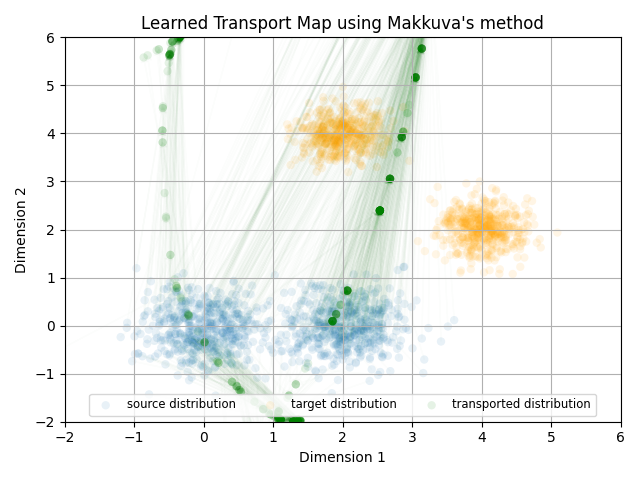 Learned Transport Map using Makkuva's method
6
5
4
3
2
1
0
−1
−2
Dimension 2
source distribution target distribution transported distribution
−2 −1 0 1 2 3 4 5 6
Dimension 1